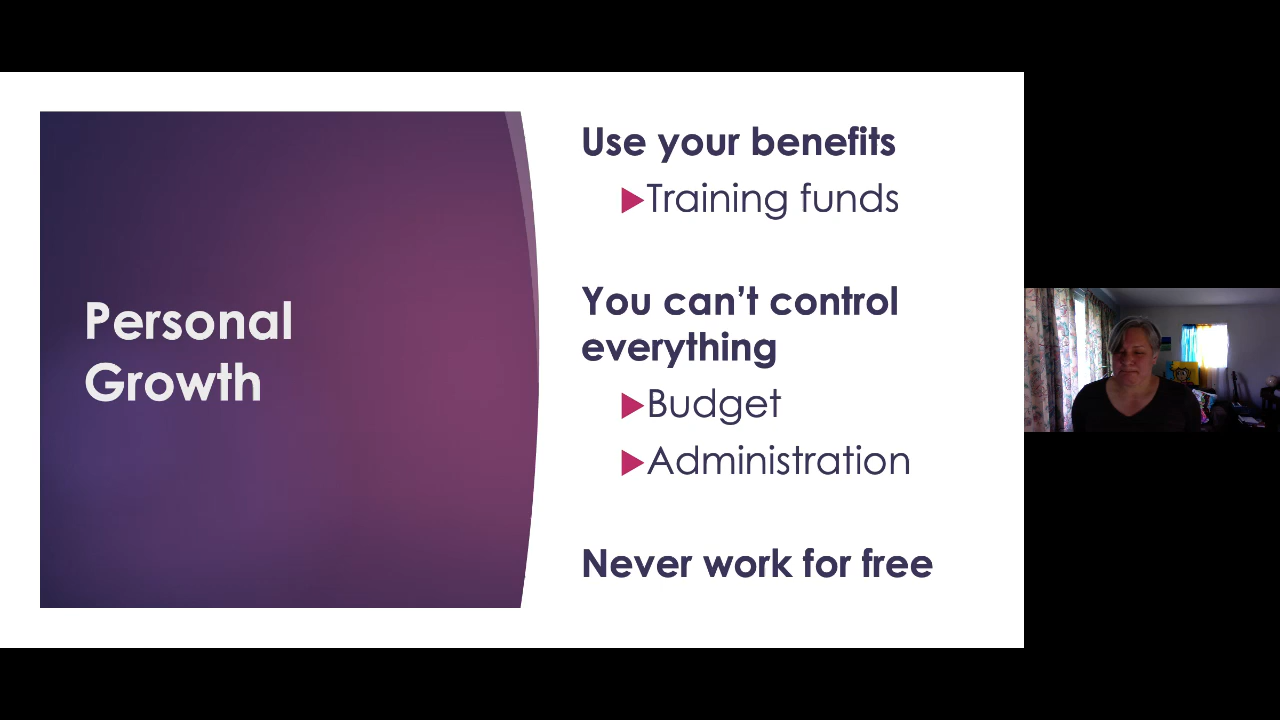 Personal
Growth
Use your benefits
Training funds
You can’t control
everything
Budget
Administration
Never work for free